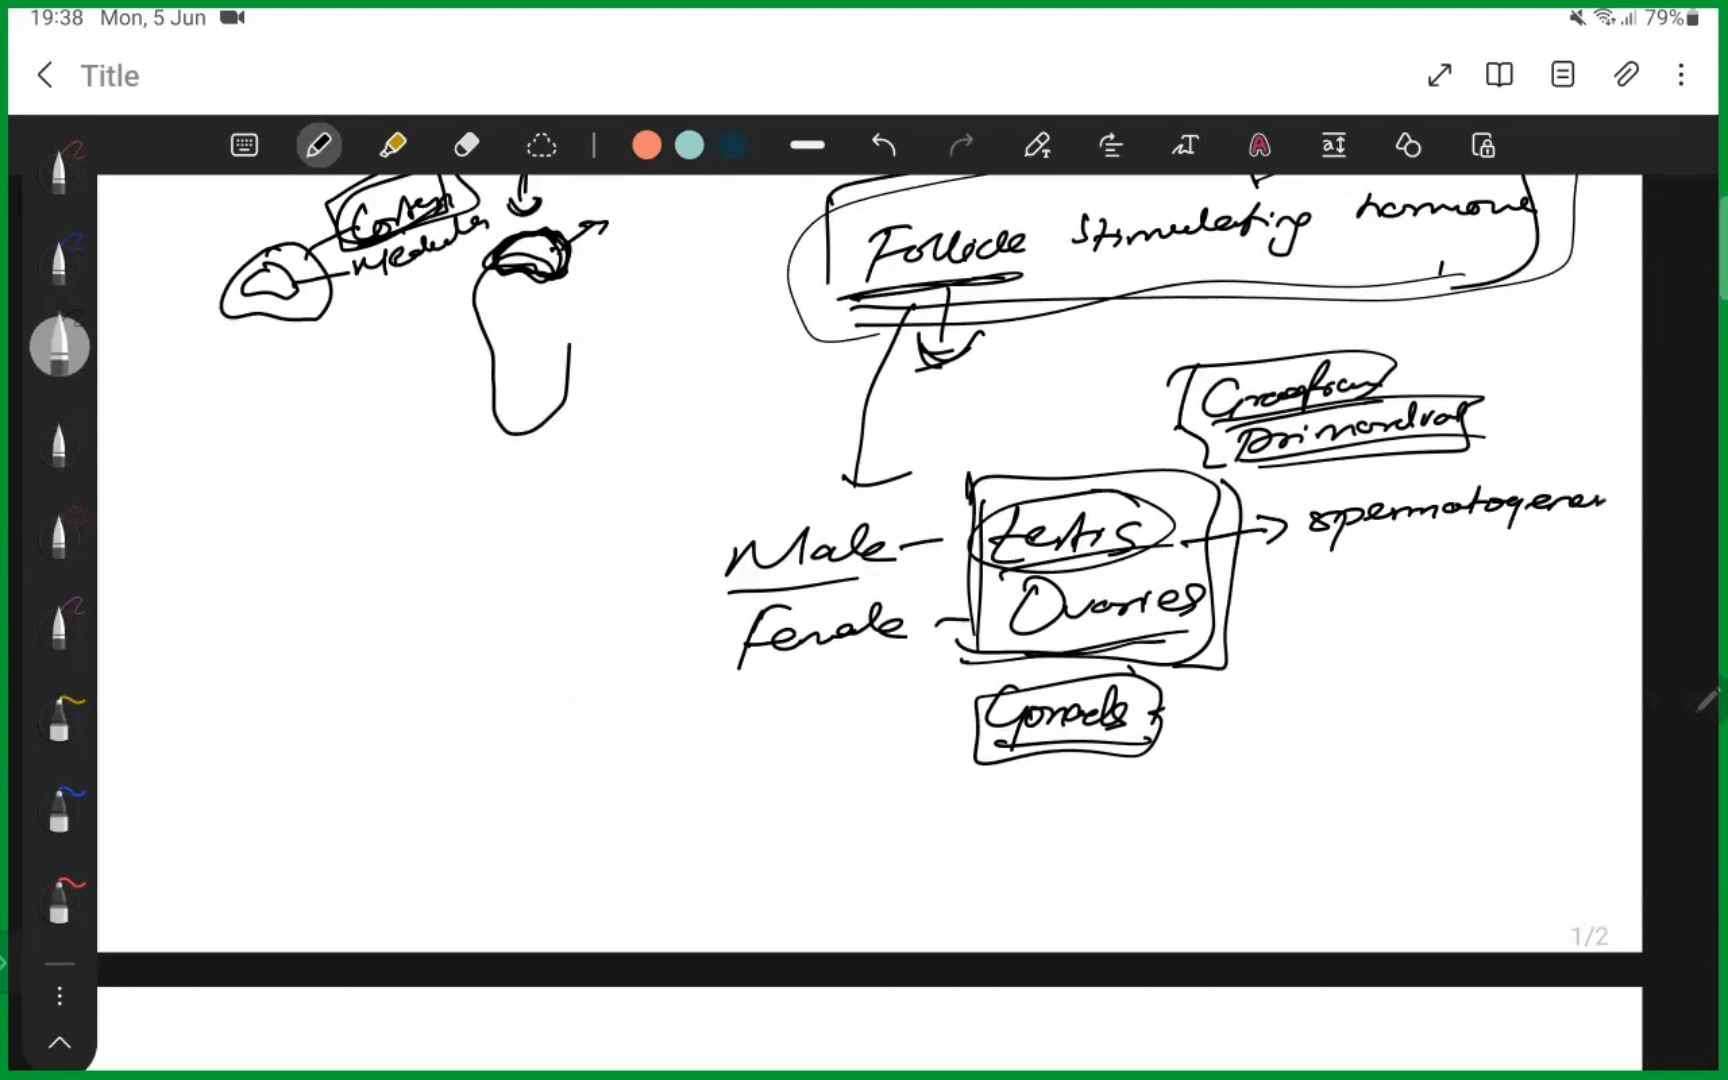 19:38 Mon, 5 Jun
79%
Title
Cortex
Medulla
Follicle stimulating hormone
Graafian
primordial
Male - testis → spermatogenes
Female - Ovaries
Gonads
1/2